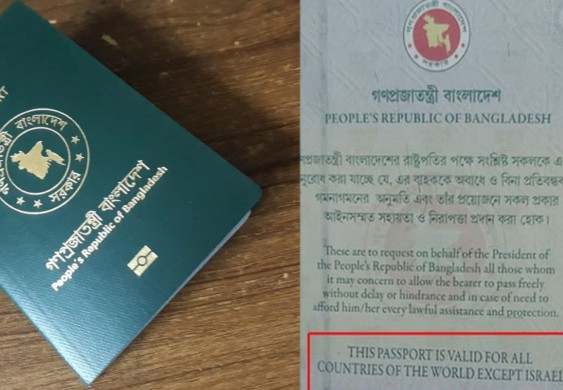 বাংলাদেশ
সরকার
গণপ্রজাতন্ত্রী বাংলাদেশ
People's Republic of Bangladesh
গণপ্রজাতন্ত্রী বাংলাদেশ
সরকার
গণপ্রজাতন্ত্রী বাংলাদেশ
PEOPLE'S REPUBLIC OF BANGLADESH
বাংলাদেশের রাষ্ট্রপতির পক্ষে সংশ্লিষ্ট সকলকে এ
করা যাচ্ছে যে, এর বাহককে অবাধে ও বিনা প্রতিবন্ধক
গমনাগমনের অনুমতি এবং তাঁর প্রয়োজনে সকল প্রকার
আইনসম্মত সহায়তা ও নিরাপত্তা প্রদান করা হোক।
These are to request on behalf of the President of
the People's Republic of Bangladesh all those whom
it may concern to allow the bearer to pass freely
without delay or hindrance and in case of need to
afford him/her every lawful assistance and protection.
THIS PASSPORT IS VALID FOR ALL
COUNTRIES OF THE WORLD EXCEPT ISRAEL